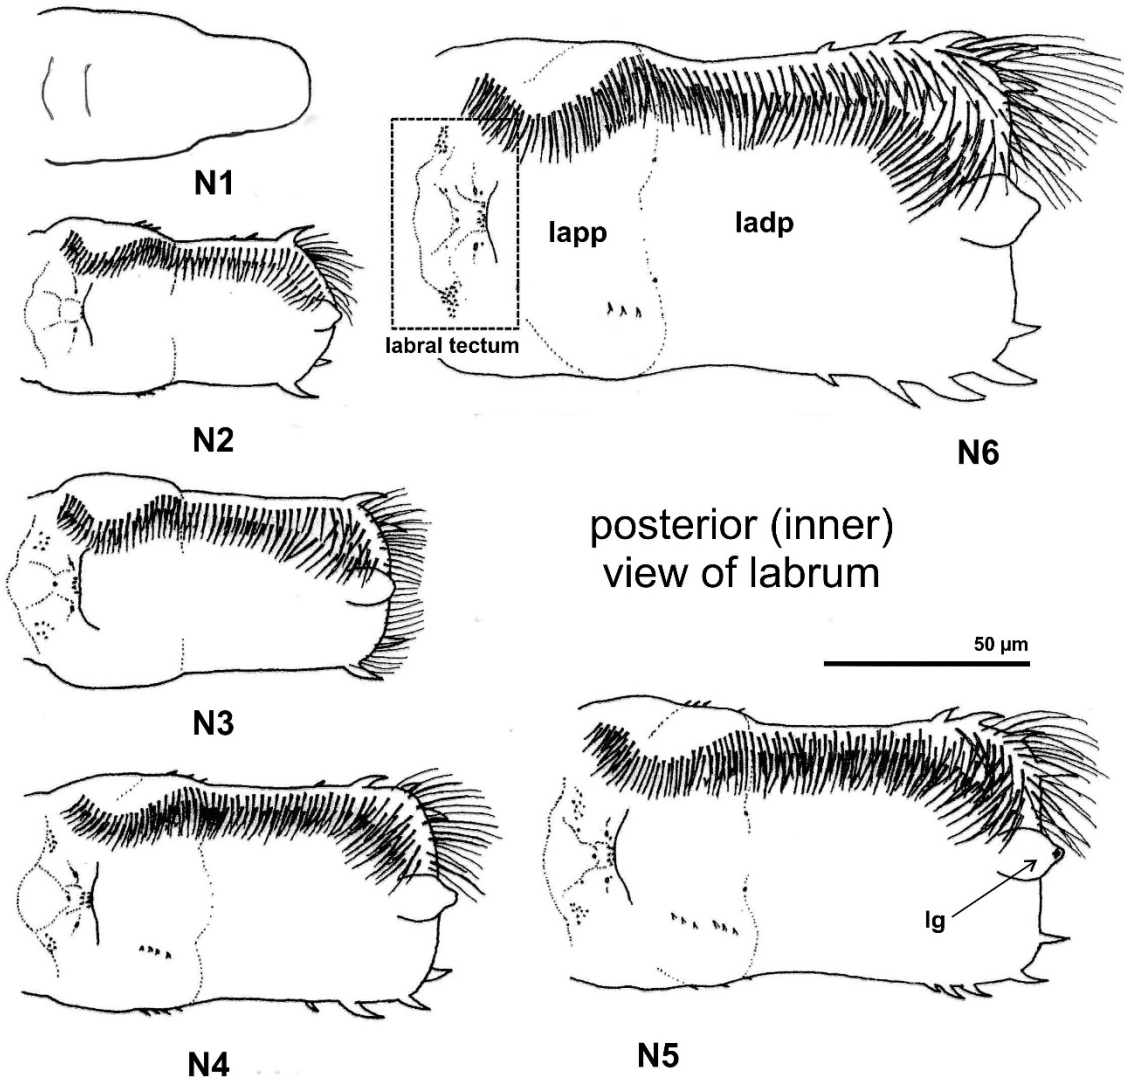 N1
lapp
ladp
labral tectum
N2
N6
posterior (inner)
view of labrum
50 µm
N3
lg
N4
N5